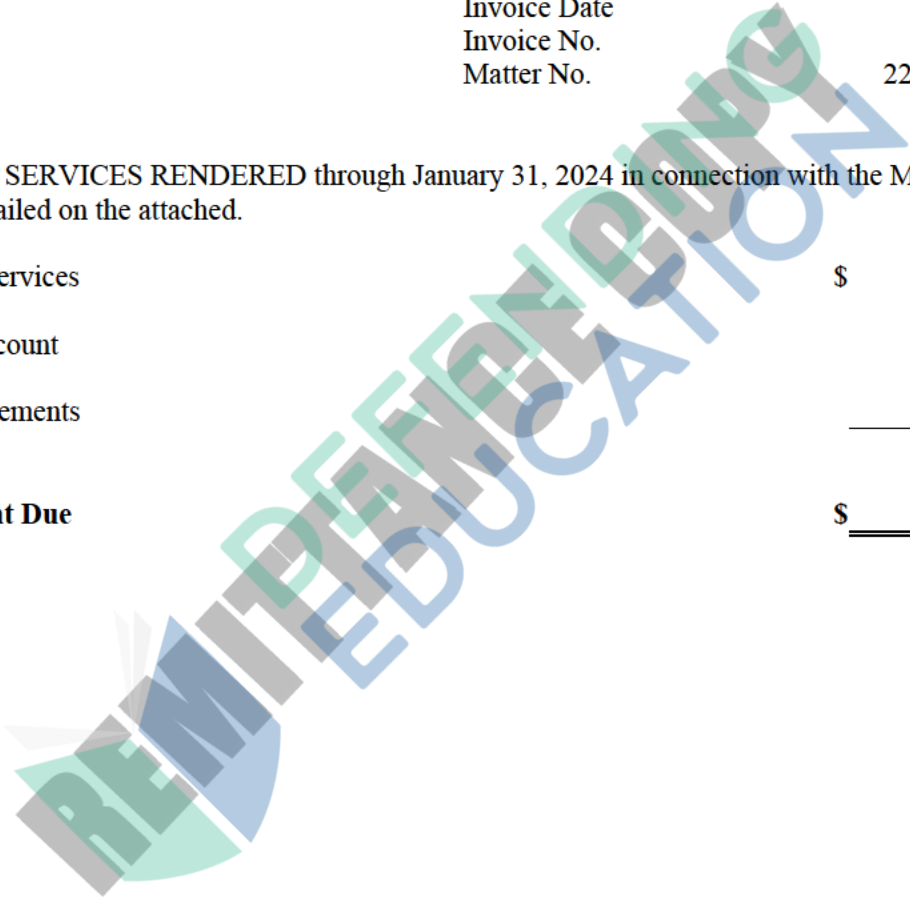 Invoice Date
Invoice No.
Matter No. 22
SERVICES RENDERED through January 31, 2024 in connection with the M
ailed on the attached.
ervices $
count
ements
t Due $
REMITTANCE COPY
DEFENDING
EDUCATION